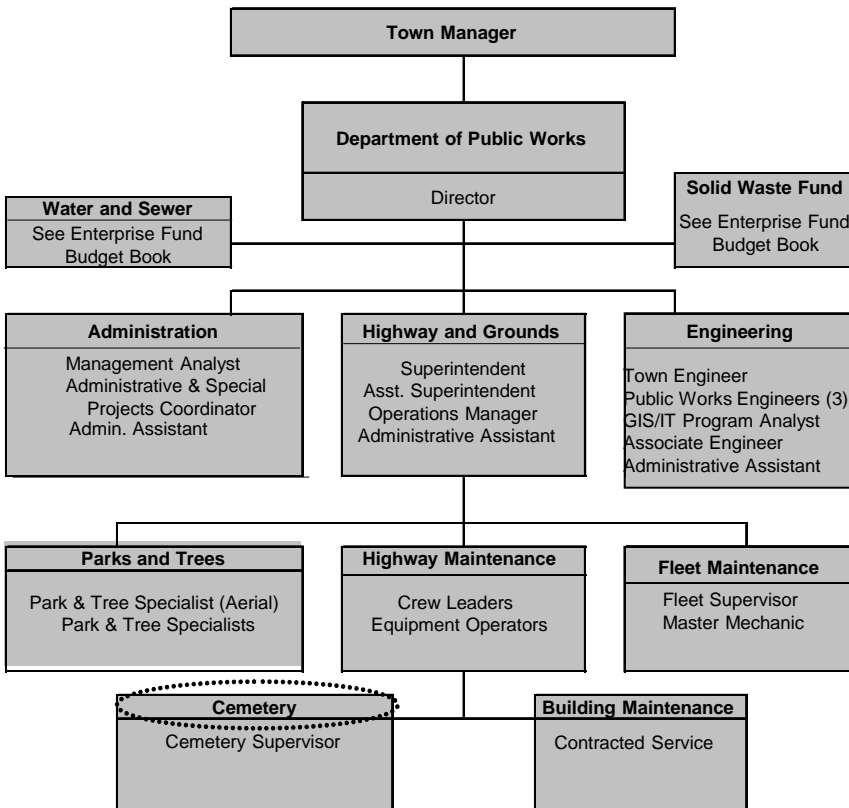 Town Manager
Department of Public Works
Director
Water and Sewer
See Enterprise Fund
Budget Book
Solid Waste Fund
See Enterprise Fund
Budget Book
Administration
Management Analyst
Administrative & Special
Projects Coordinator
Admin. Assistant
Highway and Grounds
Superintendent
Asst. Superintendent
Operations Manager
Administrative Assistant
Engineering
Town Engineer
Public Works Engineers (3)
GIS/IT Program Analyst
Associate Engineer
Administrative Assistant
Parks and Trees
Park & Tree Specialist (Aerial)
Park & Tree Specialists
Highway Maintenance
Crew Leaders
Equipment Operators
Fleet Maintenance
Fleet Supervisor
Master Mechanic
Cemetery
Cemetery Supervisor
Building Maintenance
Contracted Service